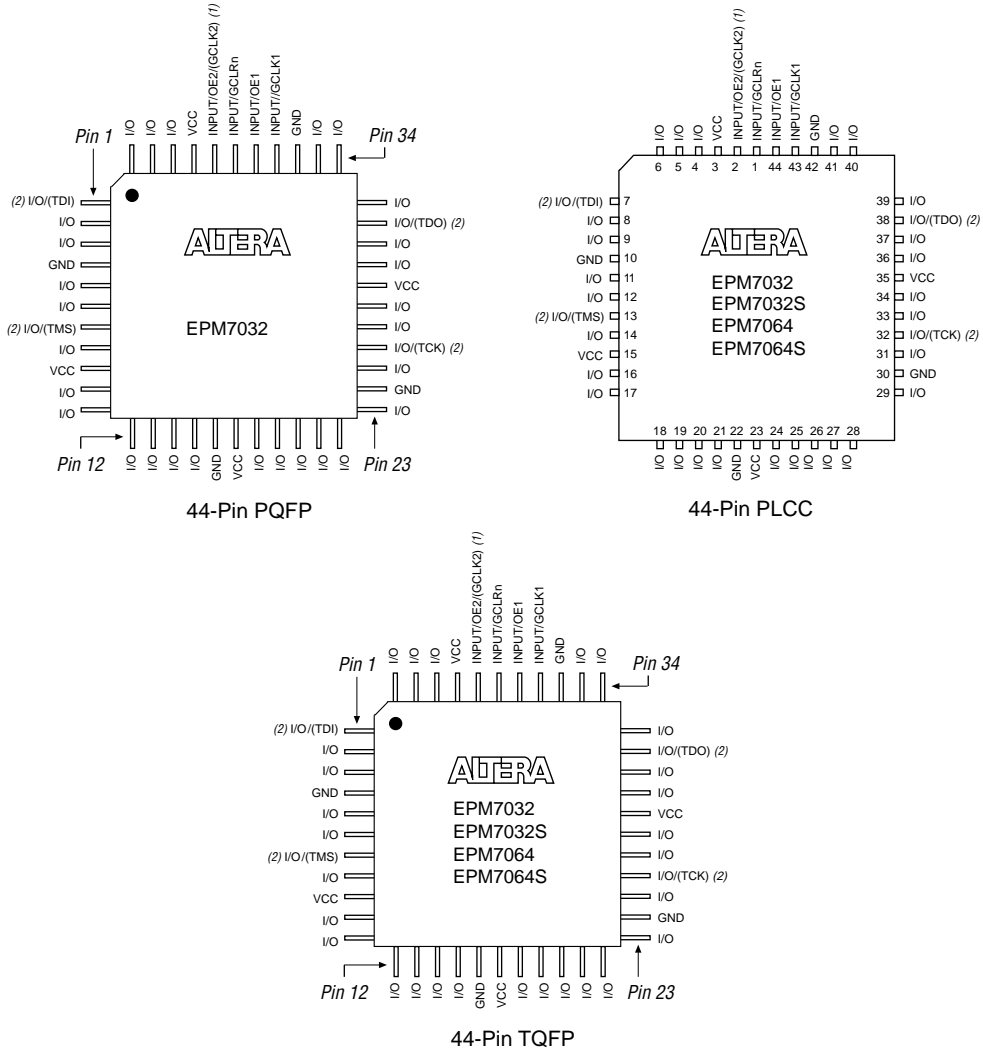 I/O
I/O
I/O
VCC
INPUT/OE2/(GCLK2) (1)
INPUT/GCLRn
INPUT/OE1
INPUT//GCLK1
GND
I/O
I/O
Pin 1
Pin 34
(2) I/O/(TDI)
I/O
I/O
GND
I/O
I/O
(2) I/O/(TMS)
I/O
VCC
I/O
I/O
ALTERA
EPM7032
I/O
I/O/(TDO) (2)
I/O
I/O
VCC
I/O
I/O
I/O/(TCK) (2)
I/O
GND
I/O
Pin 12
Pin 23
I/O
I/O
I/O
I/O
GND
VCC
I/O
I/O
I/O
I/O
I/O
44-Pin PQFP
I/O
I/O
I/O
VCC
INPUT/OE2/(GCLK2) (1)
INPUT/GCLRn
INPUT/OE1
INPUT/GCLK1
GND
I/O
I/O
6 5 4 3 2 1 44 43 42 41 40
(2) I/O/(TDI) 7
I/O 8
I/O 9
GND 10
I/O 11
I/O 12
(2) I/O/(TMS) 13
I/O 14
VCC 15
I/O 16
I/O 17
ALTERA
EPM7032
EPM7032S
EPM7064
EPM7064S
39 I/O
38 I/O/(TDO) (2)
37 I/O
36 I/O
35 VCC
34 I/O
33 I/O
32 I/O/(TCK) (2)
31 I/O
30 GND
29 I/O
18 19 20 21 22 23 24 25 26 27 28
I/O
I/O
I/O
I/O
GND
VCC
I/O
I/O
I/O
I/O
I/O
44-Pin PLCC
I/O
I/O
I/O
VCC
INPUT/OE2/(GCLK2) (1)
INPUT/GCLRn
INPUT/OE1
INPUT/GCLK1
GND
I/O
I/O
Pin 1
Pin 34
(2) I/O/(TDI)
I/O
I/O
GND
I/O
I/O
(2) I/O/(TMS)
I/O
VCC
I/O
I/O
ALTERA
EPM7032
EPM7032S
EPM7064
EPM7064S
I/O
I/O/(TDO) (2)
I/O
I/O
VCC
I/O
I/O
I/O/(TCK) (2)
I/O
GND
I/O
Pin 12
Pin 23
I/O
I/O
I/O
I/O
GND
VCC
I/O
I/O
I/O
I/O
I/O
44-Pin TQFP